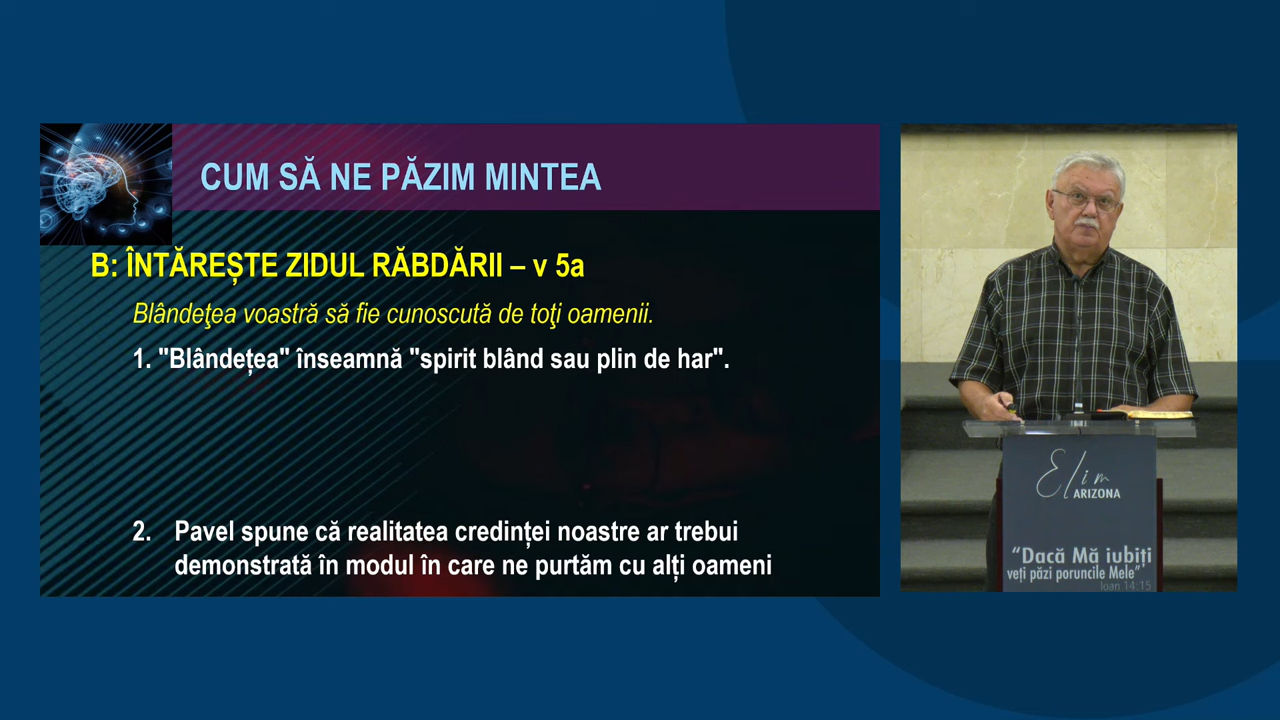 CUM SĂ NE PĂZIM MINTEA
B: ÎNTĂREȘTE ZIDUL RĂBDĂRII – v 5a
Blândeţea voastră să fie cunoscută de toţi oamenii.
1. "Blândețea" înseamnă "spirit blând sau plin de har".
2. Pavel spune că realitatea credinței noastre ar trebui
demonstrată în modul în care ne purtăm cu alți oameni
Elim
ARIZONA
“Dacă Mă iubiți
veți păzi poruncile Mele”
Ioan 14:15